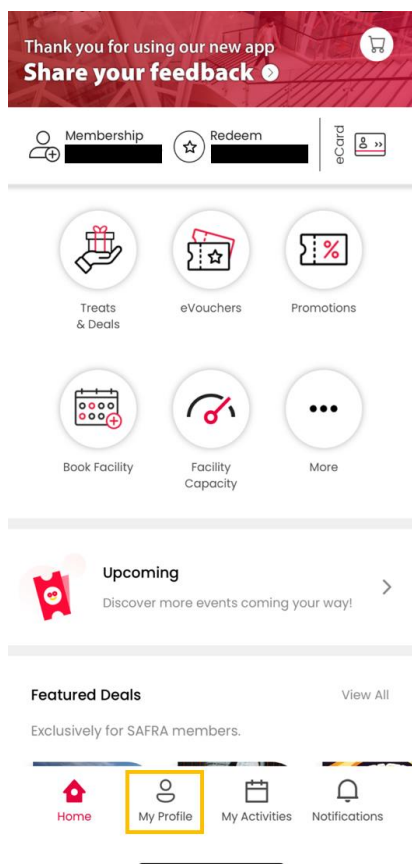 Thank you for using our new app
Share your feedback
Membership
Redeem
eCard
Treats
& Deals
eVouchers
Promotions
Book Facility
Facility
Capacity
More
Upcoming
Discover more events coming your way!
Featured Deals
View All
Exclusively for SAFRA members.
Home
My Profile
My Activities
Notifications